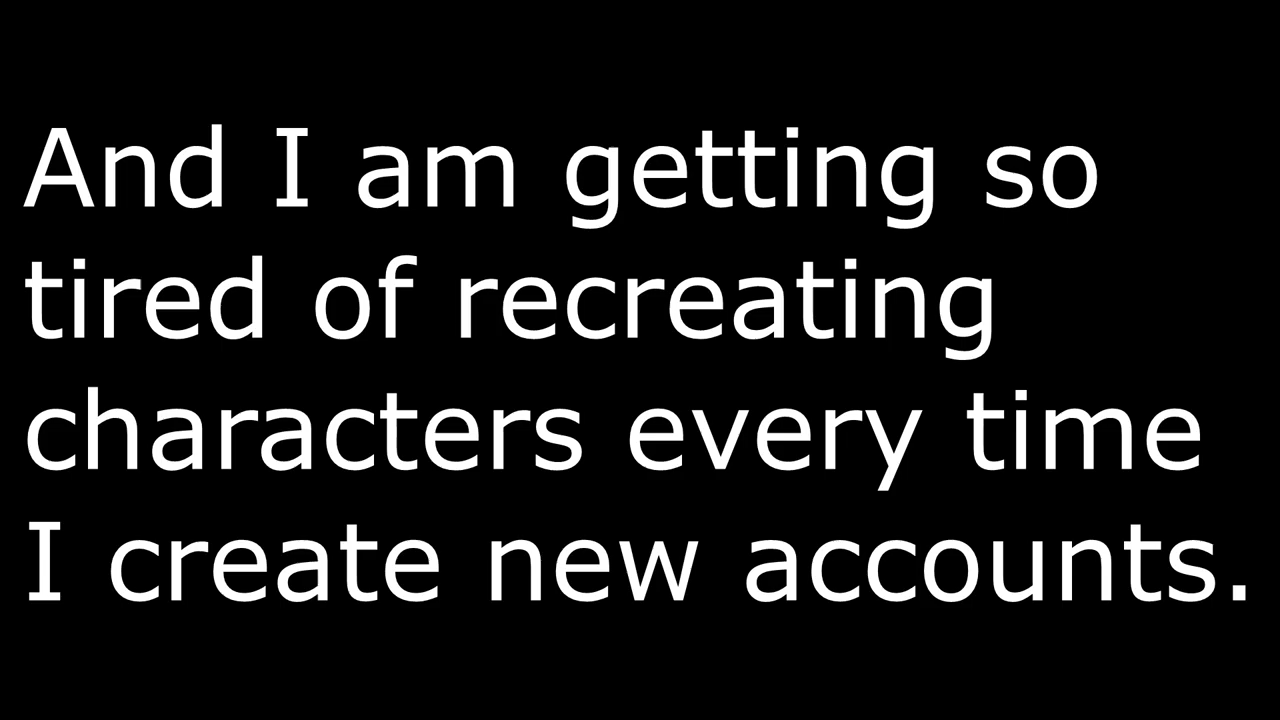 And I am getting so
tired of recreating
characters every time
I create new accounts.